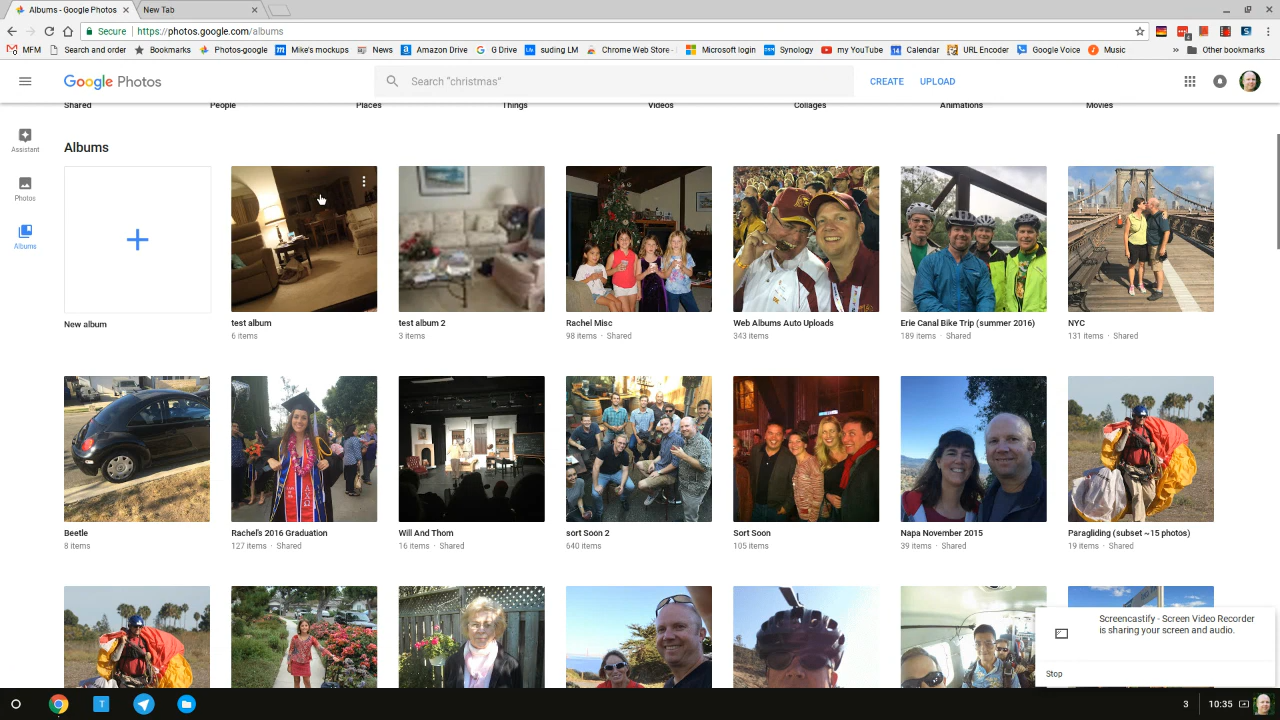 Albums - Google Photos
New Tab
Secure https://photos.google.com/albums
MFM Search and order Bookmarks Photos-google Mike's mockups News Amazon Drive G Drive suding LM Chrome Web Store - Microsoft login Synology my YouTube Calendar URL Encoder Google Voice Music » Other bookmarks
Google Photos
Search "christmas"
CREATE UPLOAD
Shared People Places Things Videos Collages Animations Movies
Assistant
Photos
Albums
Albums
New album
test album
6 items
test album 2
3 items
Rachel Misc
98 items · Shared
Web Albums Auto Uploads
343 items
Erie Canal Bike Trip (summer 2016)
189 items · Shared
NYC
131 items · Shared
Beetle
8 items
Rachel's 2016 Graduation
127 items · Shared
Will And Thom
16 items · Shared
sort Soon 2
640 items
Sort Soon
105 items
Napa November 2015
39 items · Shared
Paragliding (subset ~15 photos)
19 items · Shared
Screencastify - Screen Video Recorder
is sharing your screen and audio.
Stop
3 10:35